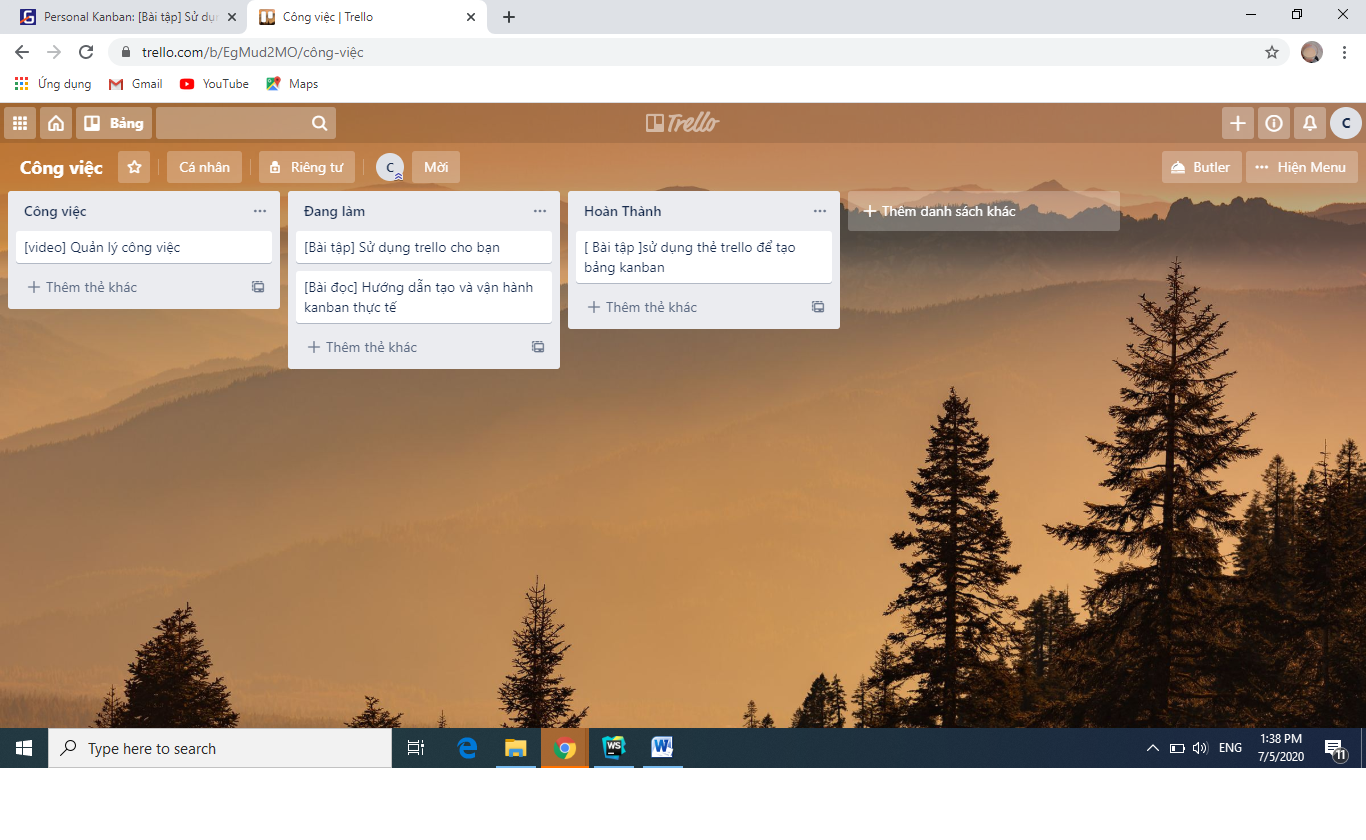 Personal Kanban: [Bài tập] Sử dụ
Công việc | Trello
trello.com/b/EgMud2MO/công-việc
Ứng dụng Gmail YouTube Maps
Bảng Trello C
Công việc Cá nhân Riêng tư C Mời Butler Hiện Menu
Công việc
[video] Quản lý công việc
Thêm thẻ khác
Đang làm
[Bài tập] Sử dụng trello cho bạn
[Bài đọc] Hướng dẫn tạo và vận hành
kanban thực tế
Thêm thẻ khác
Hoàn Thành
[ Bài tập ]sử dụng thẻ trello để tạo
bảng kanban
Thêm thẻ khác
Thêm danh sách khác
Type here to search
WS
W
ENG
1:38 PM
7/5/2020
11